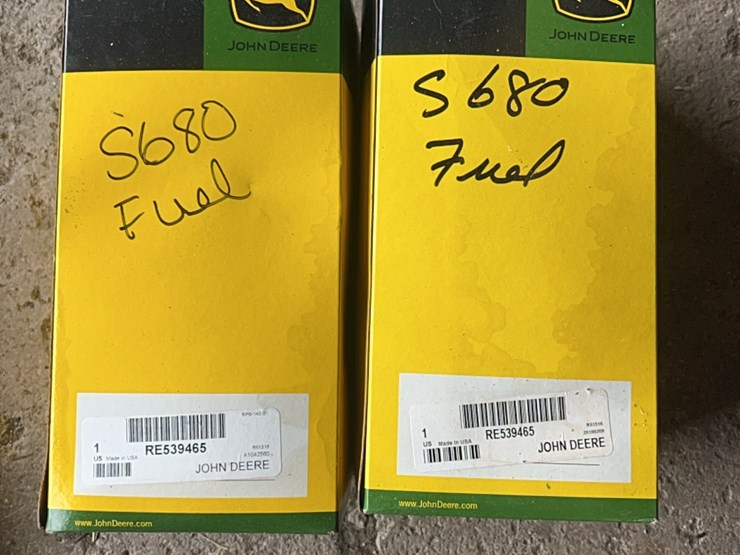 JOHN DEERE
S680
Fuel
1
RE539465
US Made in USA
JOHN DEERE
www.JohnDeere.com
JOHN DEERE
S680
Fuel
1
RE539465
US Made in USA
JOHN DEERE
www.JohnDeere.com